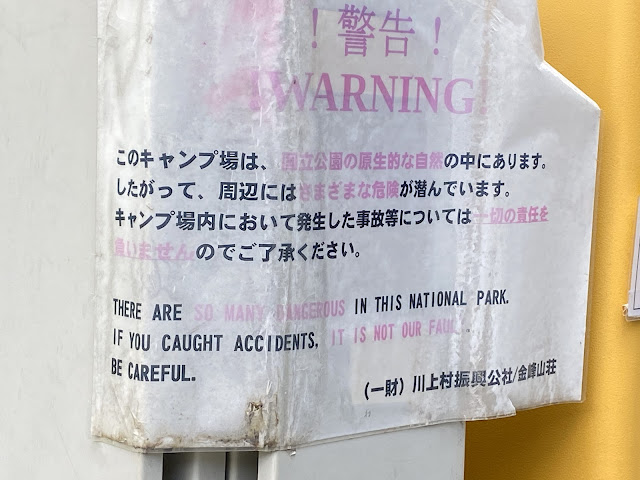 ！警告！
！WARNING！
このキャンプ場は、国立公園の原生的な自然の中にあります。
したがって、周辺にはさまざまな危険が潜んでいます。
キャンプ場内において発生した事故等については一切の責任を
負いません。のでご了承ください。
THERE ARE SO MANY DANGEROUS IN THIS NATIONAL PARK.
IF YOU CAUGHT ACCIDENTS, IT IS NOT OUR FAUL
BE CAREFUL.
（一財）川上村振興公社/金峰山荘